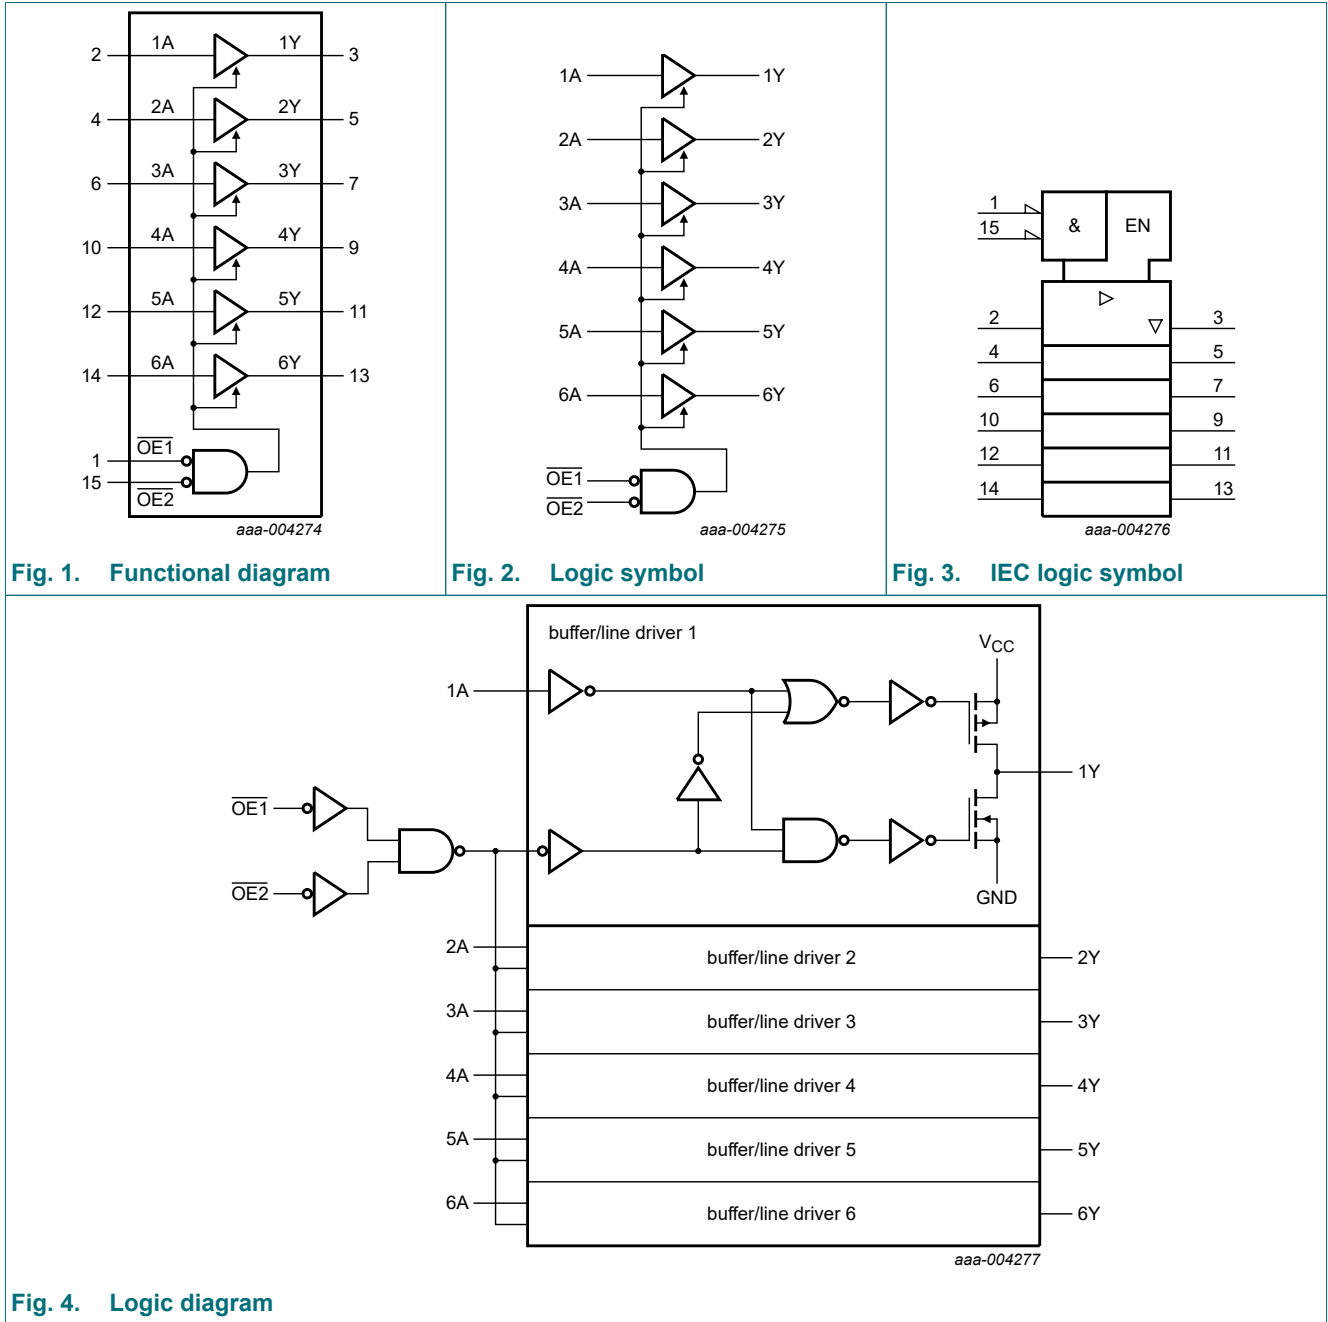 2 1A 1Y 3
4 2A 2Y 5
6 3A 3Y 7
10 4A 4Y 9
12 5A 5Y 11
14 6A 6Y 13
1 O̅E̅1̅
15 O̅E̅2̅
aaa-004274
Fig. 1. Functional diagram
1A 1Y
2A 2Y
3A 3Y
4A 4Y
5A 5Y
6A 6Y
O̅E̅1̅
O̅E̅2̅
aaa-004275
Fig. 2. Logic symbol
1
15
& EN
2 3
4 5
6 7
10 9
12 11
14 13
aaa-004276
Fig. 3. IEC logic symbol
buffer/line driver 1
VCC
1A
1Y
O̅E̅1̅
O̅E̅2̅
GND
2A buffer/line driver 2 2Y
3A buffer/line driver 3 3Y
4A buffer/line driver 4 4Y
5A buffer/line driver 5 5Y
6A buffer/line driver 6 6Y
aaa-004277
Fig. 4. Logic diagram